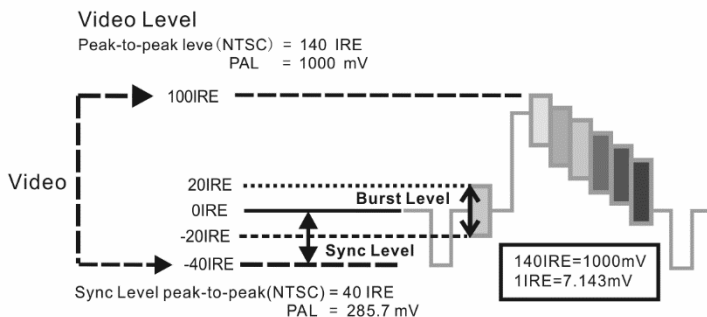 Video Level
Peak-to-peak leve(NTSC) = 140 IRE
PAL = 1000 mV
100IRE
Video
20IRE
Burst Level
0IRE
-20IRE
Sync Level
-40IRE
140IRE=1000mV
1IRE=7.143mV
Sync Level peak-to-peak(NTSC) = 40 IRE
PAL = 285.7 mV